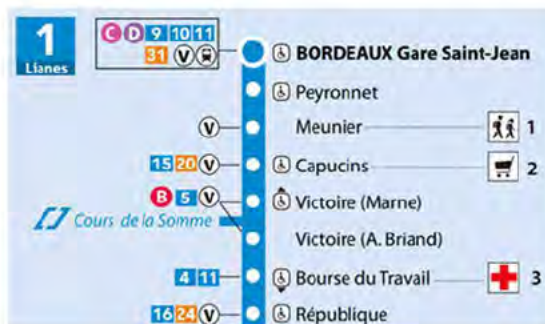 1
Lianes
C D 9 10 11
31 V
BORDEAUX Gare Saint-Jean
Peyronnet
V Meunier 1
15 20 V Capucins 2
B 5 V Victoire (Marne)
Cours de la Somme
Victoire (A. Briand)
4 11 Bourse du Travail 3
16 24 V République